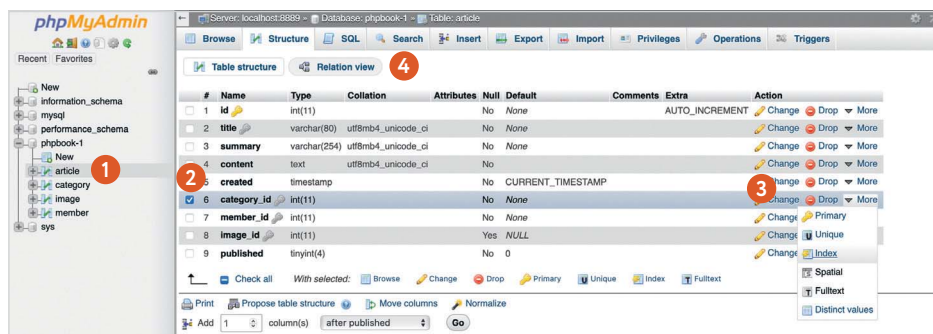 phpMyAdmin
Recent Favorites
New
information_schema
mysql
performance_schema
phpbook-1
New
article
category
image
member
sys
1
Server: localhost:8889 » Database: phpbook-1 » Table: article
Browse Structure SQL Search Insert Export Import Privileges Operations Triggers
Table structure Relation view 4
# Name Type Collation Attributes Null Default Comments Extra Action
1 id int(11) No None AUTO_INCREMENT Change Drop More
2 title varchar(80) utf8mb4_unicode_ci No None Change Drop More
3 summary varchar(254) utf8mb4_unicode_ci No None Change Drop More
4 content text utf8mb4_unicode_ci No Change Drop More
2
5 created timestamp No CURRENT_TIMESTAMP Change Drop More
3
6 category_id int(11) No None Change Drop More
7 member_id int(11) No None Change
8 image_id int(11) Yes NULL Change
9 published tinyint(4) No 0 Change
Primary
Unique
Index
Spatial
Fulltext
Distinct values
Check all With selected: Browse Change Drop Primary Unique Index Fulltext
Print Propose table structure Move columns Normalize
Add 1 column(s) after published Go